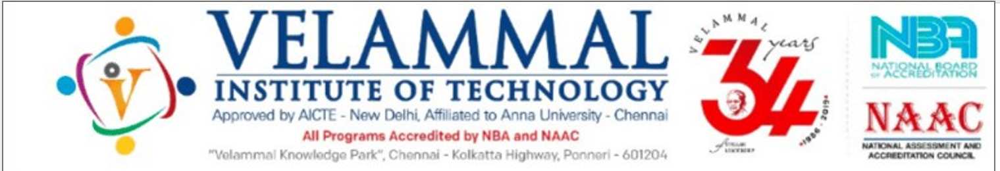 V
VELAMMAL
INSTITUTE OF TECHNOLOGY
Approved by AICTE - New Delhi, Affiliated to Anna University - Chennai
All Programs Accredited by NBA and NAAC
"Velammal Knowledge Park", Chennai - Kolkatta Highway, Ponneri - 601204
VELAMMAL
years
34
1986 - 2019
NBA
NATIONAL BOARD
OF ACCREDITATION
NAAC
NATIONAL ASSESSMENT AND
ACCREDITATION COUNCIL